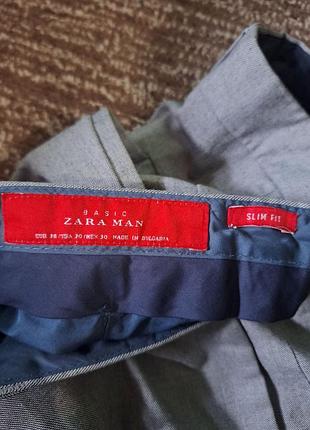 BASIC
ZARA MAN
EUR 38 / USA 30 / MEX 30 MADE IN BULGARIA
SLIM FIT